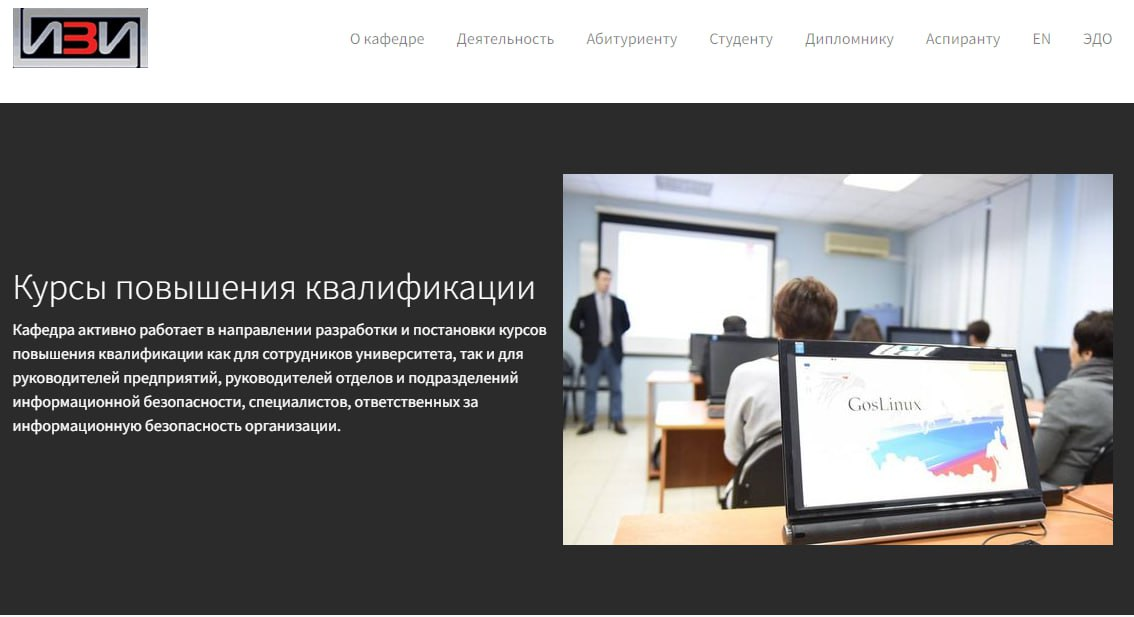 ИЗИ
О кафедре Деятельность Абитуриенту Студенту Дипломнику Аспиранту EN ЭДО
Курсы повышения квалификации
Кафедра активно работает в направлении разработки и постановки курсов
повышения квалификации как для сотрудников университета, так и для
руководителей предприятий, руководителей отделов и подразделений
информационной безопасности, специалистов, ответственных за
информационную безопасность организации.
GosLinux